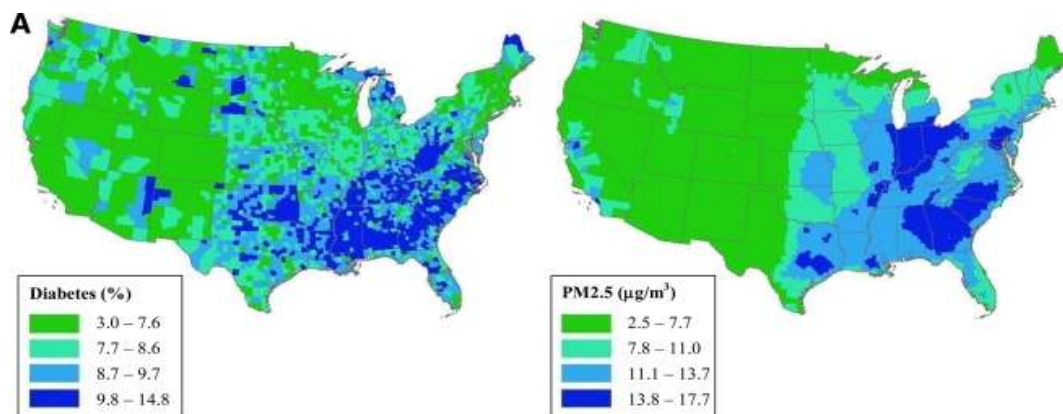 A
Diabetes (%)
3.0 – 7.6
7.7 – 8.6
8.7 – 9.7
9.8 – 14.8
PM2.5 (µg/m³)
2.5 – 7.7
7.8 – 11.0
11.1 – 13.7
13.8 – 17.7